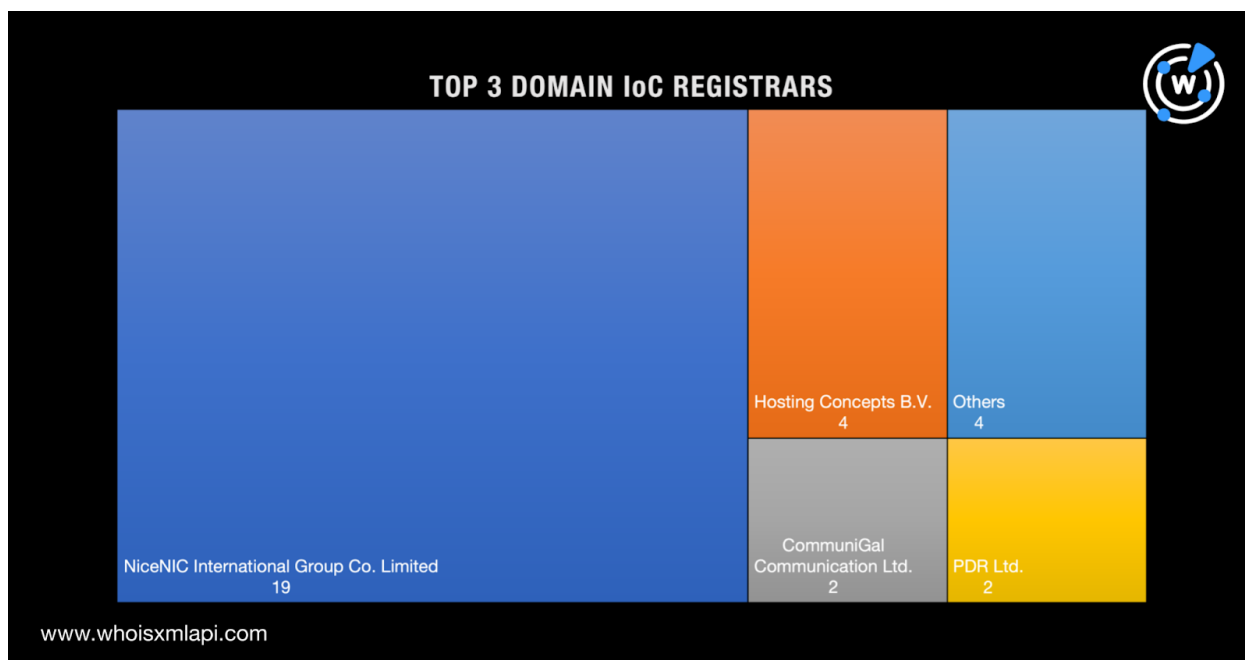 TOP 3 DOMAIN IoC REGISTRARS
W
NiceNIC International Group Co. Limited
19
Hosting Concepts B.V.
4
Others
4
CommuniGal
Communication Ltd.
2
PDR Ltd.
2
www.whoisxmlapi.com